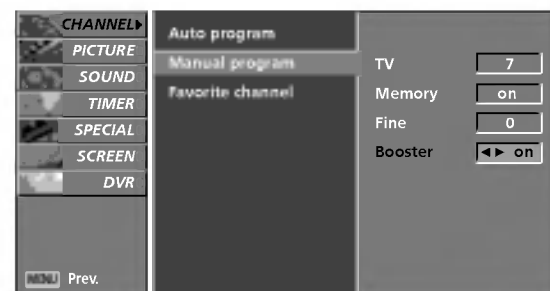 CHANNEL
PICTURE
SOUND
TIMER
SPECIAL
SCREEN
DVR
MENU Prev.
Auto program
Manual program
Favorite channel
TV 7
Memory on
Fine 0
Booster ◄► on